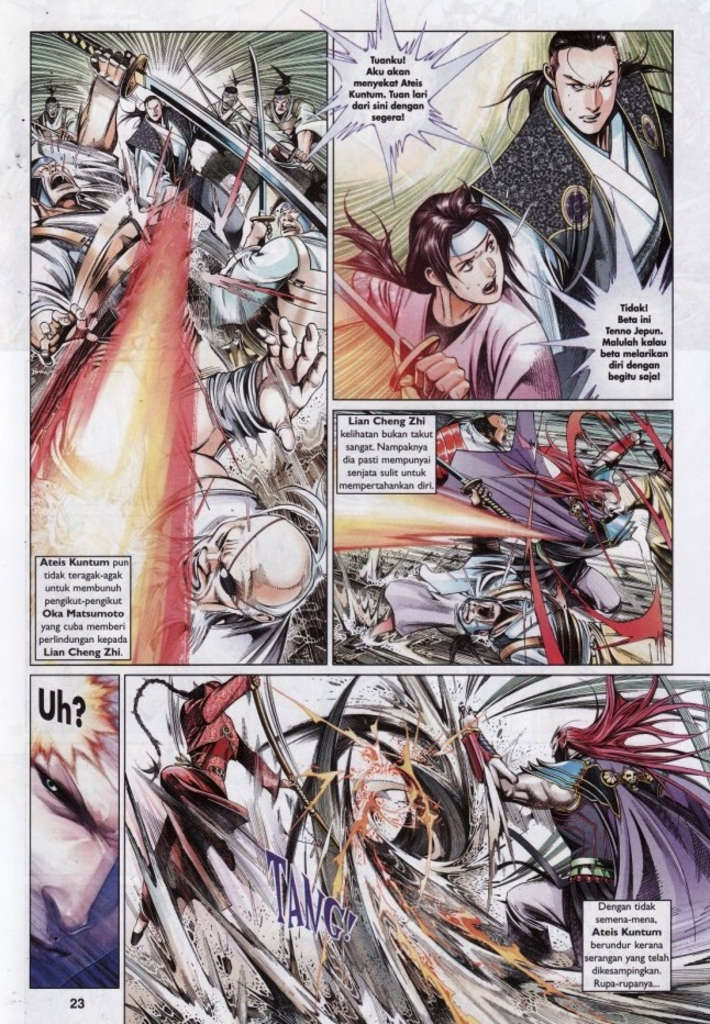 Tuanku!
Aku akan
menyekat Ateis
Kuntum. Tuan lari
dari sini dengan
segera!
Tidak!
Beta ini
Tenno Jepun.
Malulah kalau
beta melarikan
diri dengan
begitu saja!
Ateis Kuntum pun
tidak teragak-agak
untuk membunuh
pengikut-pengikut
Oka Matsumoto
yang cuba memberi
perlindungan kepada
Lian Cheng Zhi.
Lian Cheng Zhi
kelihatan bukan takut
sangat. Nampaknya
dia pasti mempunyai
senjata sulit untuk
mempertahankan diri.
Uh?
TANG!
Dengan tidak
semena-mena,
Ateis Kuntum
berundur kerana
serangan yang telah
dikesampingkan.
Rupa-rupanya...
23